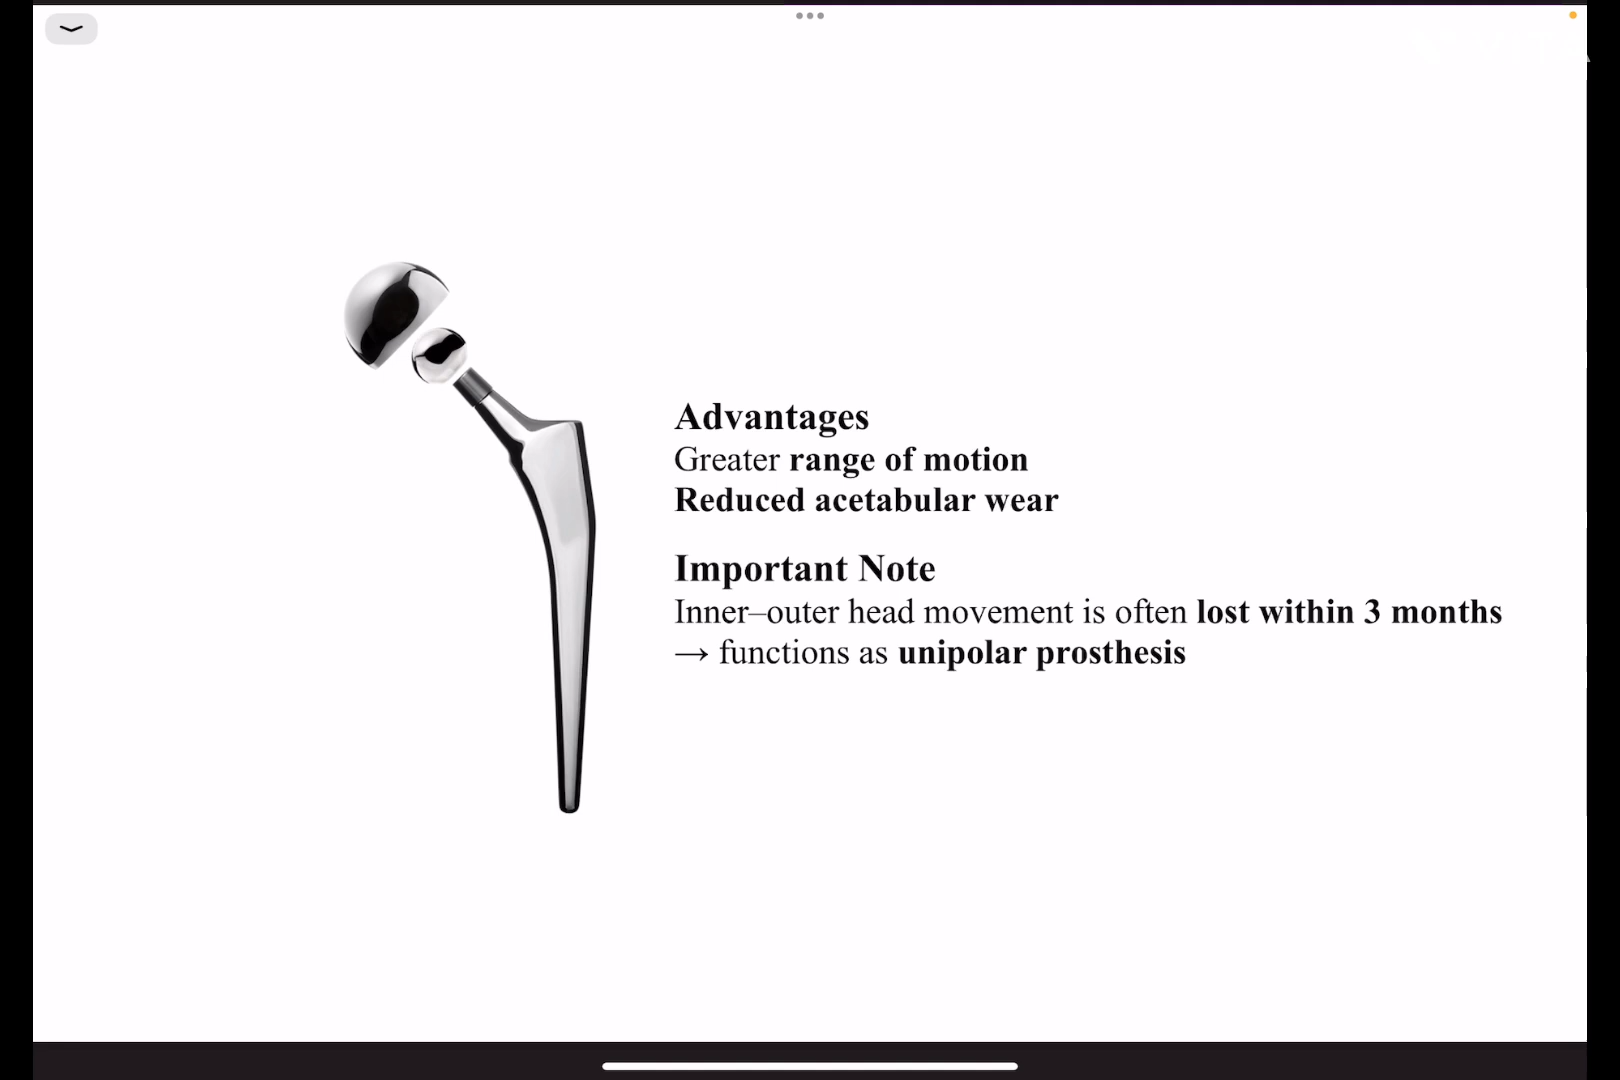 Advantages
Greater range of motion
Reduced acetabular wear
Important Note
Inner–outer head movement is often lost within 3 months
→ functions as unipolar prosthesis